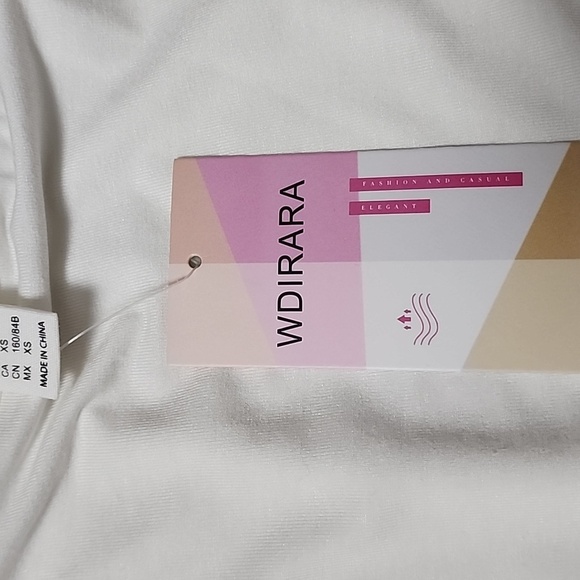 CA XS
CN 160/84B
MX XS
MADE IN CHINA
WDIRARA
FASHION AND CASUAL
ELEGANT